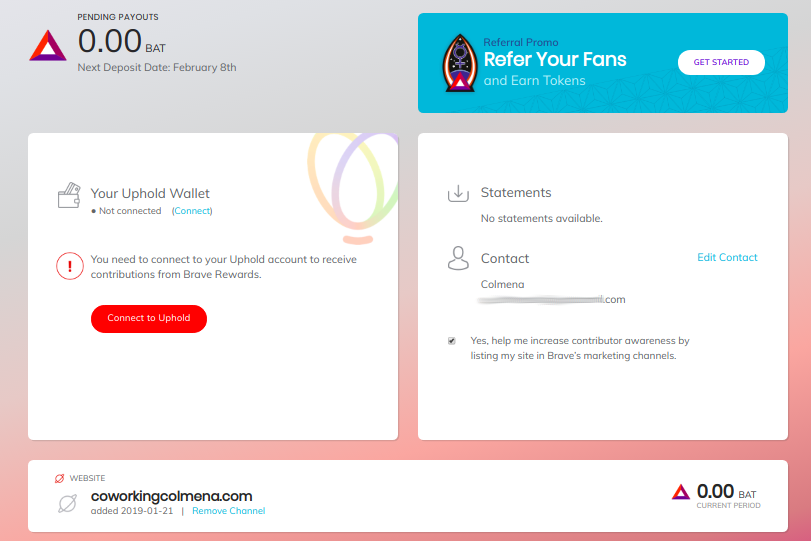 PENDING PAYOUTS
0.00 BAT
Next Deposit Date: February 8th
Referral Promo
Refer Your Fans
and Earn Tokens
GET STARTED
Your Uphold Wallet
● Not connected (Connect)
! You need to connect to your Uphold account to receive
contributions from Brave Rewards.
Connect to Uphold
Statements
No statements available.
Contact
Edit Contact
Colmena
.com
Yes, help me increase contributor awareness by
listing my site in Brave's marketing channels.
WEBSITE
coworkingcolmena.com
added 2019-01-21 | Remove Channel
0.00 BAT
CURRENT PERIOD